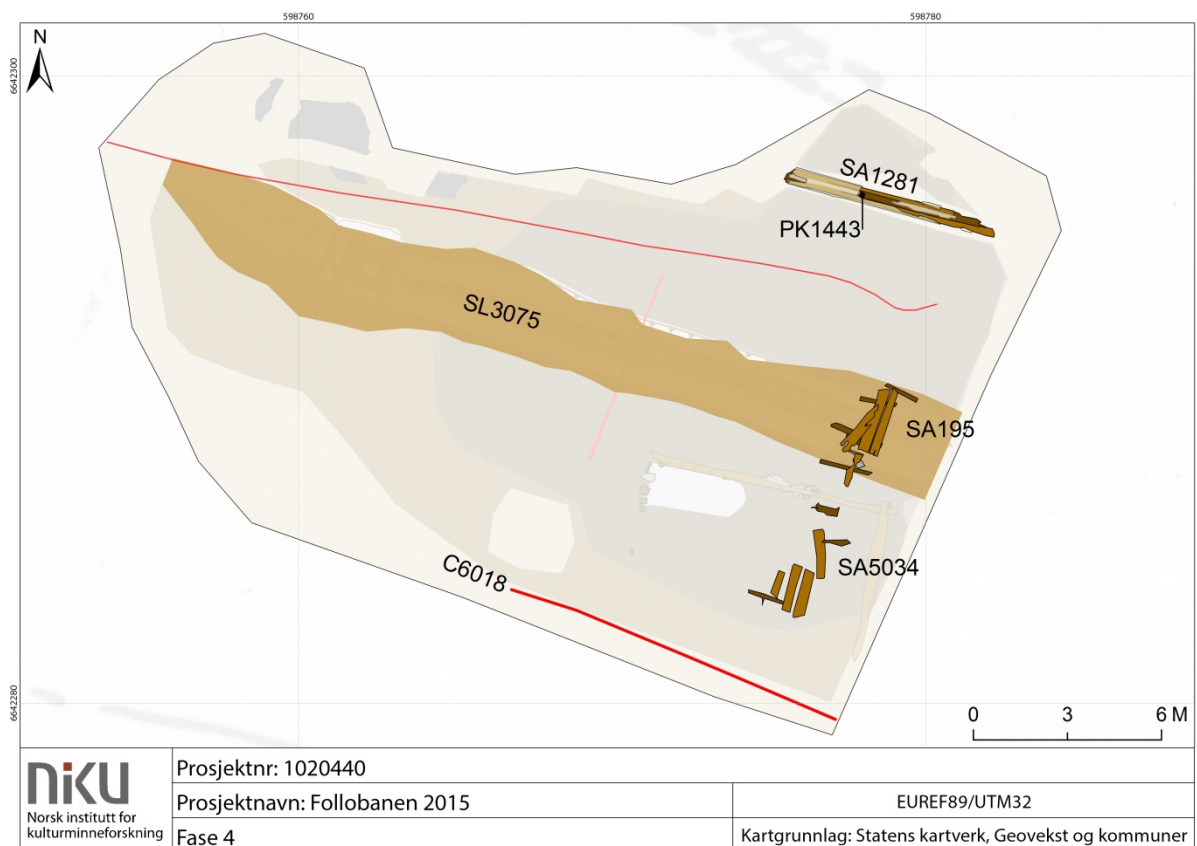 598760
598780
N
6642300
SA1281
PK1443
SL3075
SA195
C6018
SA5034
6642280
0 3 6 M
NIKU
Norsk institutt for
kulturminneforskning
Prosjektnr: 1020440
Prosjektnavn: Follobanen 2015
EUREF89/UTM32
Fase 4
Kartgrunnlag: Statens kartverk, Geovekst og kommuner